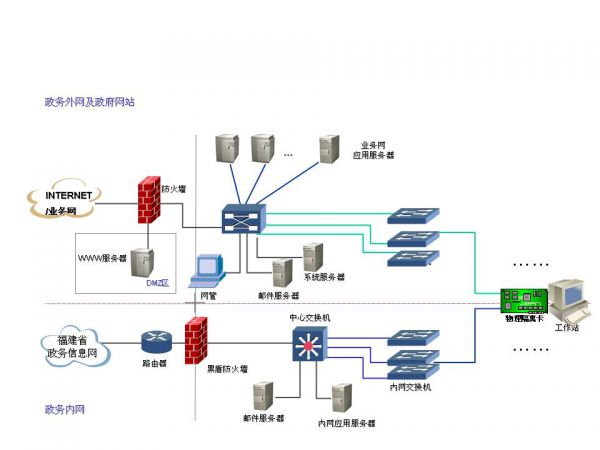 政务外网及政府网站
业务网
应用服务器
...
防火墙
INTERNET
/业务网
WWW服务器
DMZ区
网管
系统服务器
邮件服务器
......
中心交换机
物理隔离卡
工作站
福建省
政务信息网
路由器
黑盾防火墙
内网交换机
......
邮件服务器
内网应用服务器
政务内网